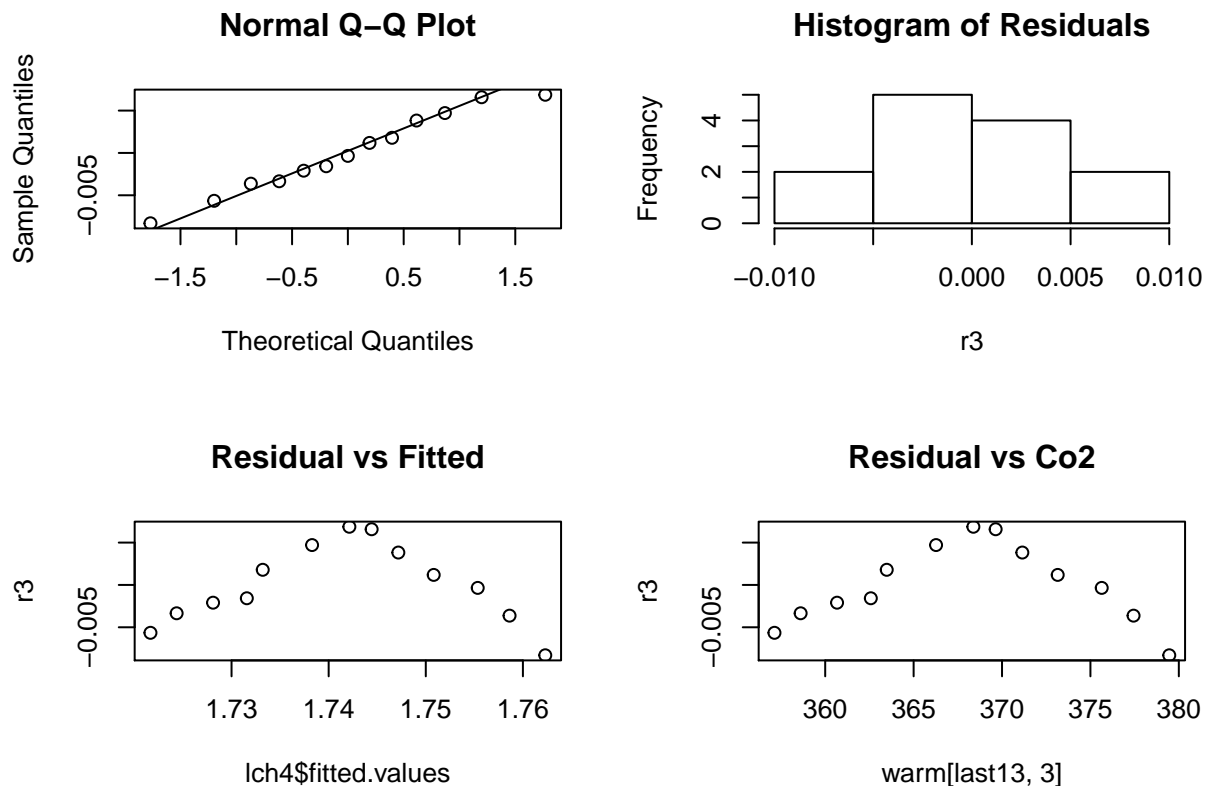 Normal Q−Q Plot
Sample Quantiles
−0.005
−1.5 −0.5 0.5 1.5
Theoretical Quantiles
Histogram of Residuals
Frequency
4
2
0
−0.010 0.000 0.005 0.010
r3
Residual vs Fitted
r3
−0.005
1.73 1.74 1.75 1.76
lch4$fitted.values
Residual vs Co2
r3
−0.005
360 365 370 375 380
warm[last13, 3]